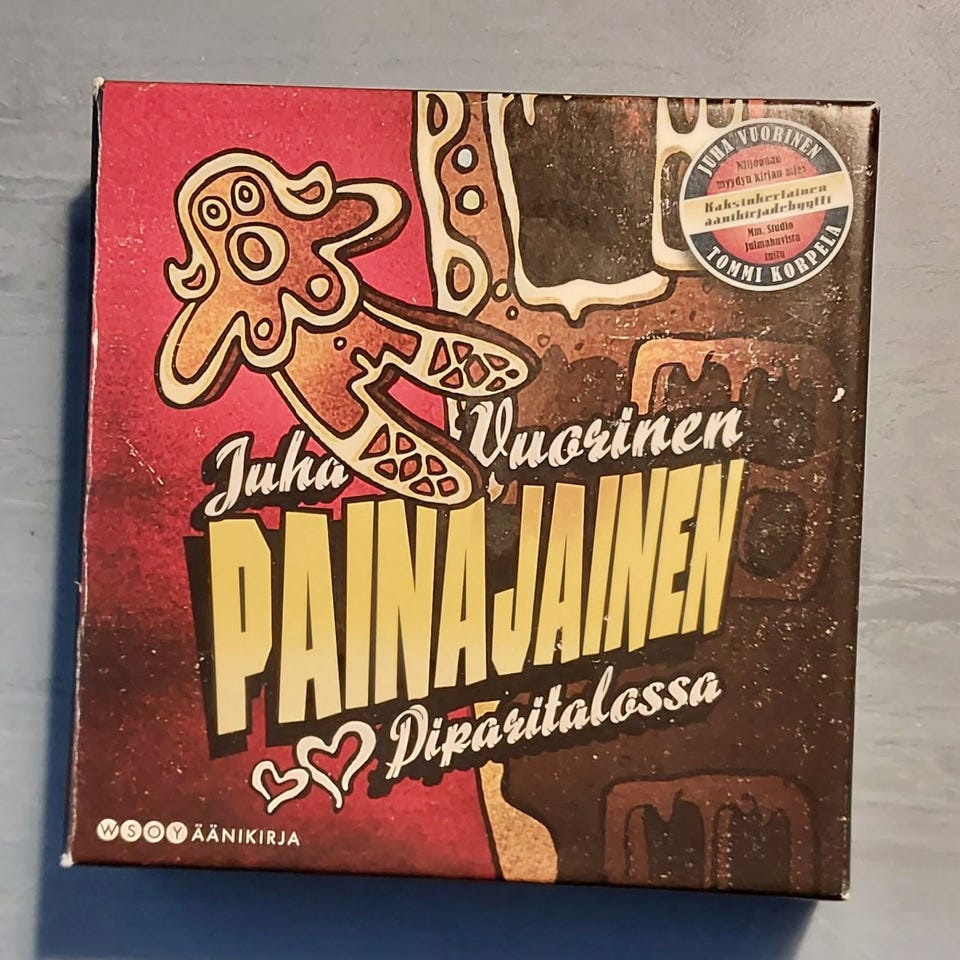 JUHA VUORINEN
Miljoonan
myydyn kirjan mies
Kaksinkertainen
äänikirjadebyytti
Mm. Studio
Julmahuvista
tuttu
TOMMI KORPELA
Juha Vuorinen
PAINAJAINEN
Piparitalossa
WSOY ÄÄNIKIRJA